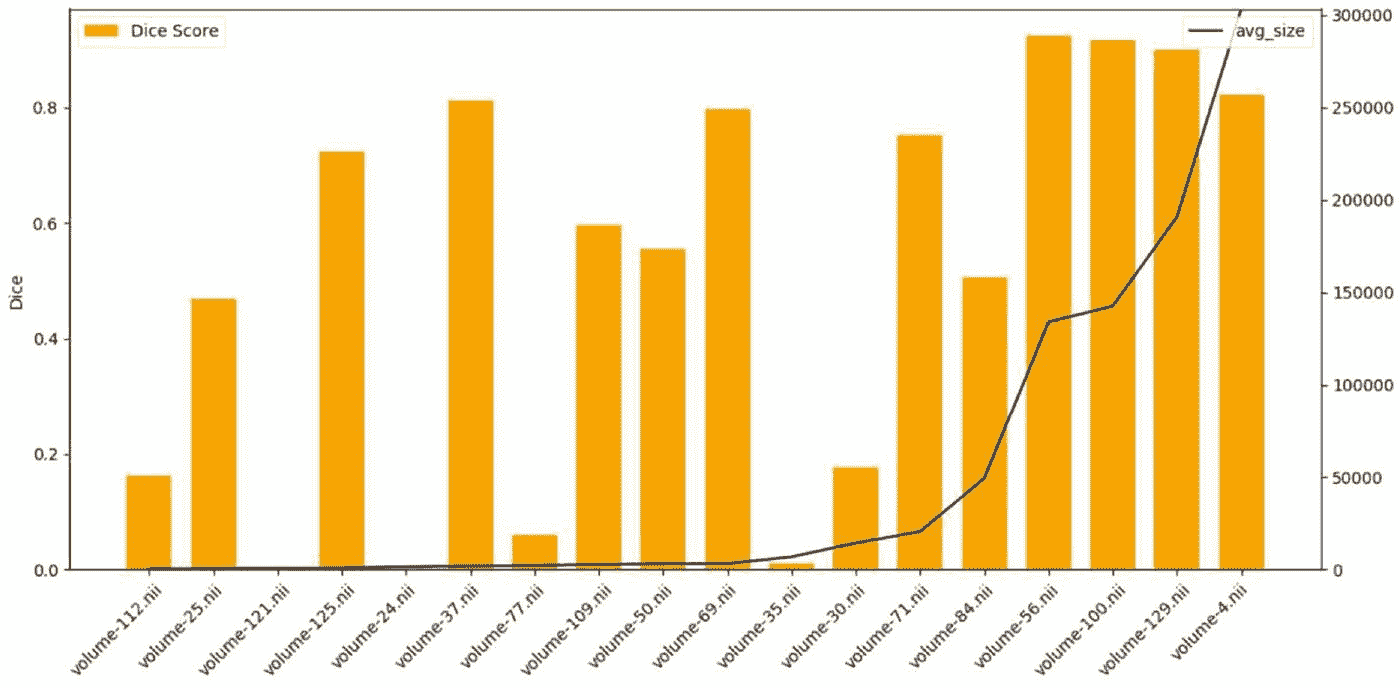 Dice Score
avg_size
Dice
0.8
0.6
0.4
0.2
0.0
300000
250000
200000
150000
100000
50000
0
volume-112.nii
volume-25.nii
volume-121.nii
volume-125.nii
volume-24.nii
volume-37.nii
volume-77.nii
volume-109.nii
volume-50.nii
volume-69.nii
volume-35.nii
volume-30.nii
volume-71.nii
volume-84.nii
volume-56.nii
volume-100.nii
volume-129.nii
volume-4.nii